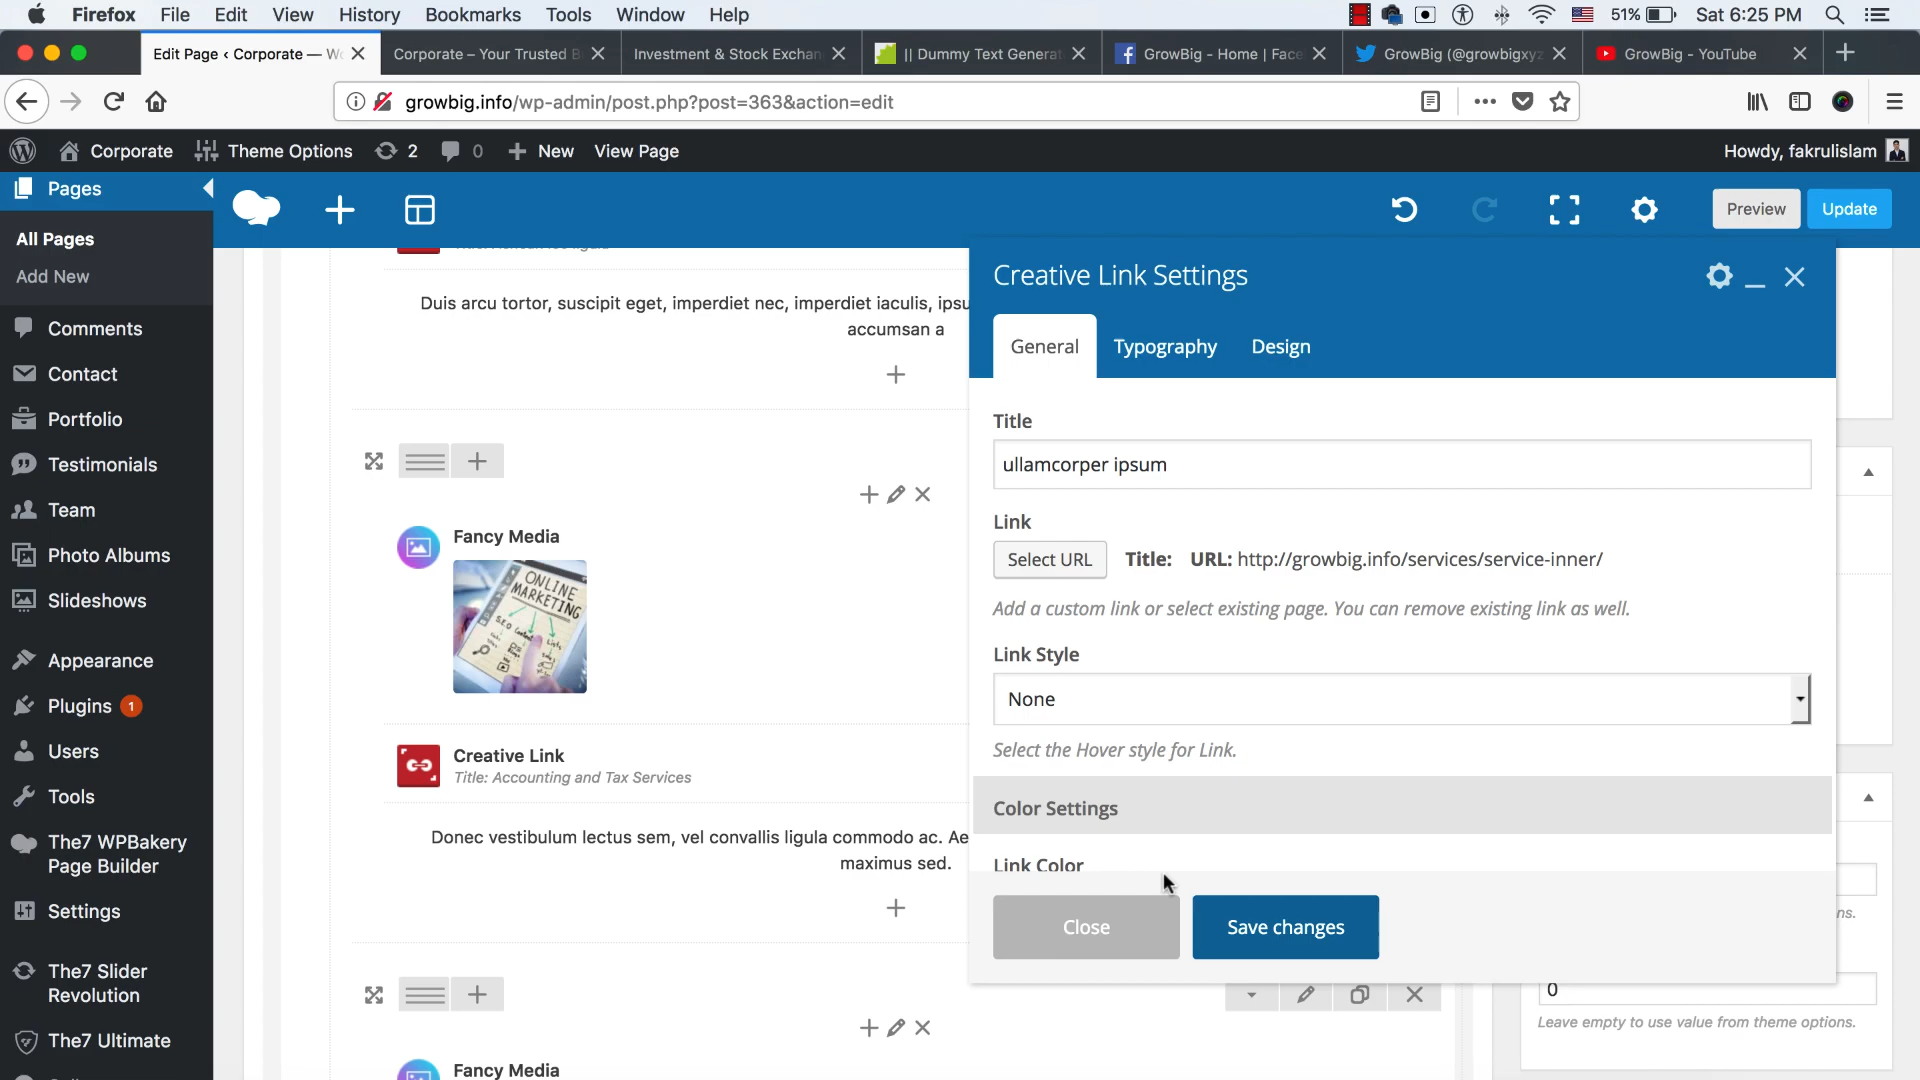 Firefox File Edit View History Bookmarks Tools Window Help 51% Sat 6:25 PM
Edit Page ‹ Corporate — W Corporate – Your Trusted B Investment & Stock Exchan || Dummy Text Generat GrowBig - Home | Face GrowBig (@growbigxyz GrowBig - YouTube
growbig.info/wp-admin/post.php?post=363&action=edit
Corporate Theme Options 2 0 New View Page Howdy, fakrulislam
Pages
Preview Update
All Pages
Add New
Comments
Contact
Portfolio
Testimonials
Team
Photo Albums
Slideshows
Appearance
Plugins 1
Users
Tools
The7 WPBakery
Page Builder
Settings
The7 Slider
Revolution
The7 Ultimate
Duis arcu tortor, suscipit eget, imperdiet nec, imperdiet iaculis, ipsu
accumsan a
Fancy Media
ONLINE
MARKETING
Creative Link
Title: Accounting and Tax Services
Donec vestibulum lectus sem, vel convallis ligula commodo ac. Ae
maximus sed.
Fancy Media
Creative Link Settings
General Typography Design
Title
ullamcorper ipsum
Link
Select URL Title: URL: http://growbig.info/services/service-inner/
Add a custom link or select existing page. You can remove existing link as well.
Link Style
None
Select the Hover style for Link.
Color Settings
Link Color
Close Save changes
ns.
0
Leave empty to use value from theme options.